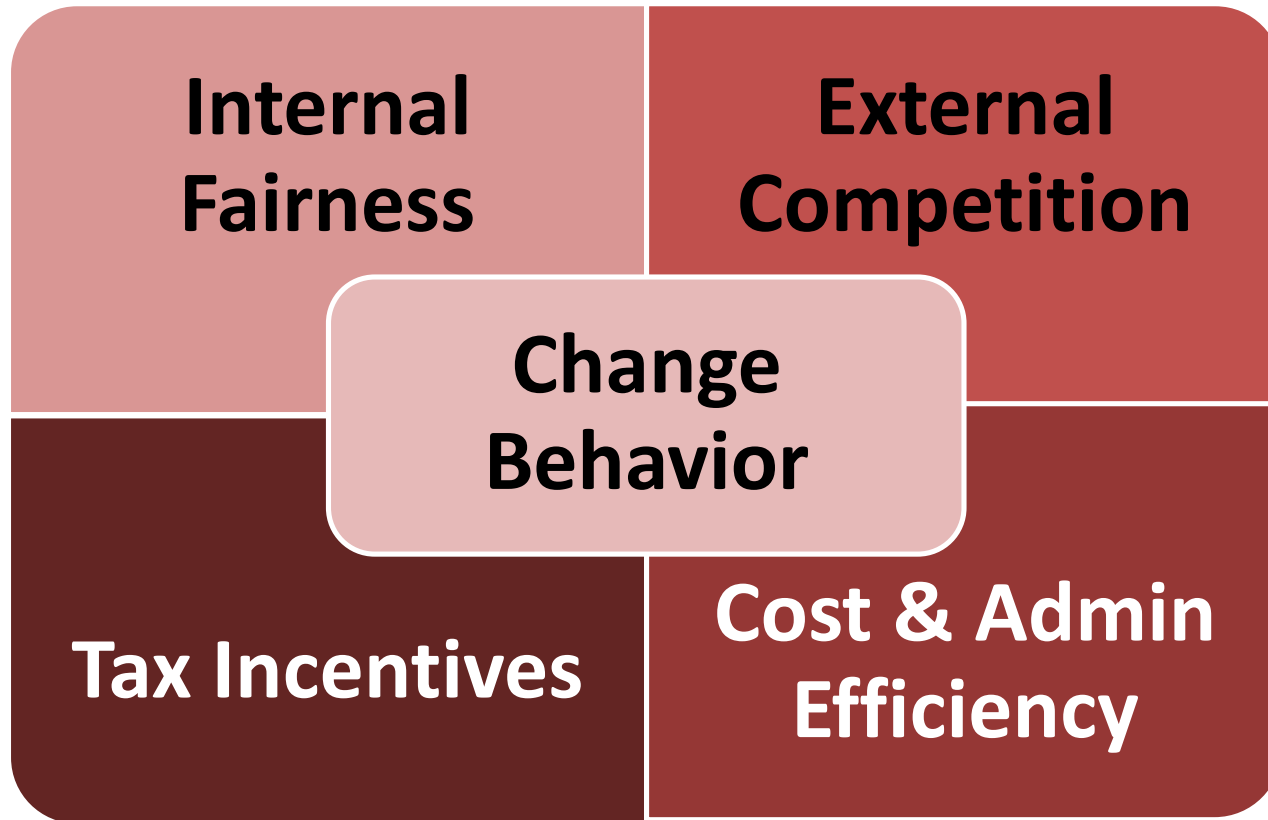 Internal
Fairness
External
Competition
Change
Behavior
Tax Incentives
Cost & Admin
Efficiency